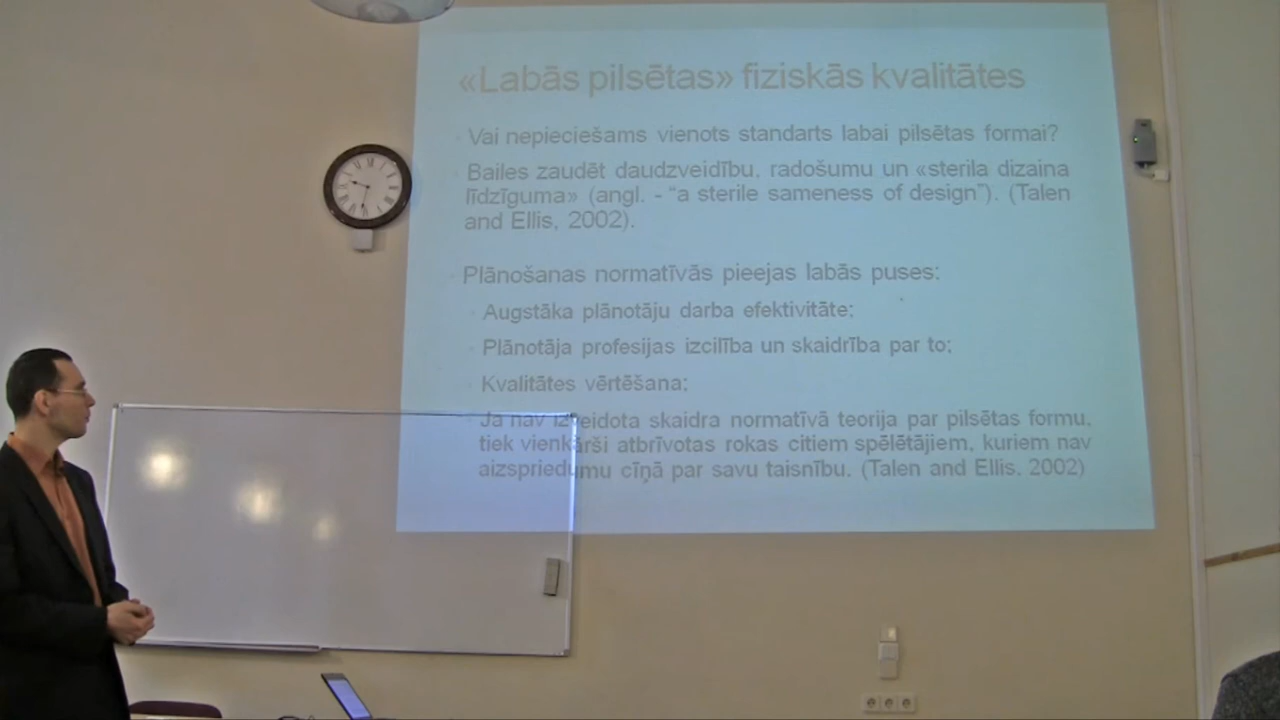 «Labās pilsētas» fiziskās kvalitātes
Vai nepieciešams vienots standarts labai pilsētas formai?
Bailes zaudēt daudzveidību, radošumu un «sterila dizaina
līdzīguma» (angl. - “a sterile sameness of design”). (Talen
and Ellis, 2002).
Plānošanas normatīvās pieejas labās puses:
Augstāka plānotāju darba efektivitāte;
Plānotāja profesijas izcilība un skaidrība par to;
Kvalitātes vērtēšana;
Ja nav izveidota skaidra normatīvā teorija par pilsētas formu,
tiek vienkārši atbrīvotas rokas citiem spēlētājiem, kuriem nav
aizspriedumu cīņā par savu taisnību. (Talen and Ellis. 2002)